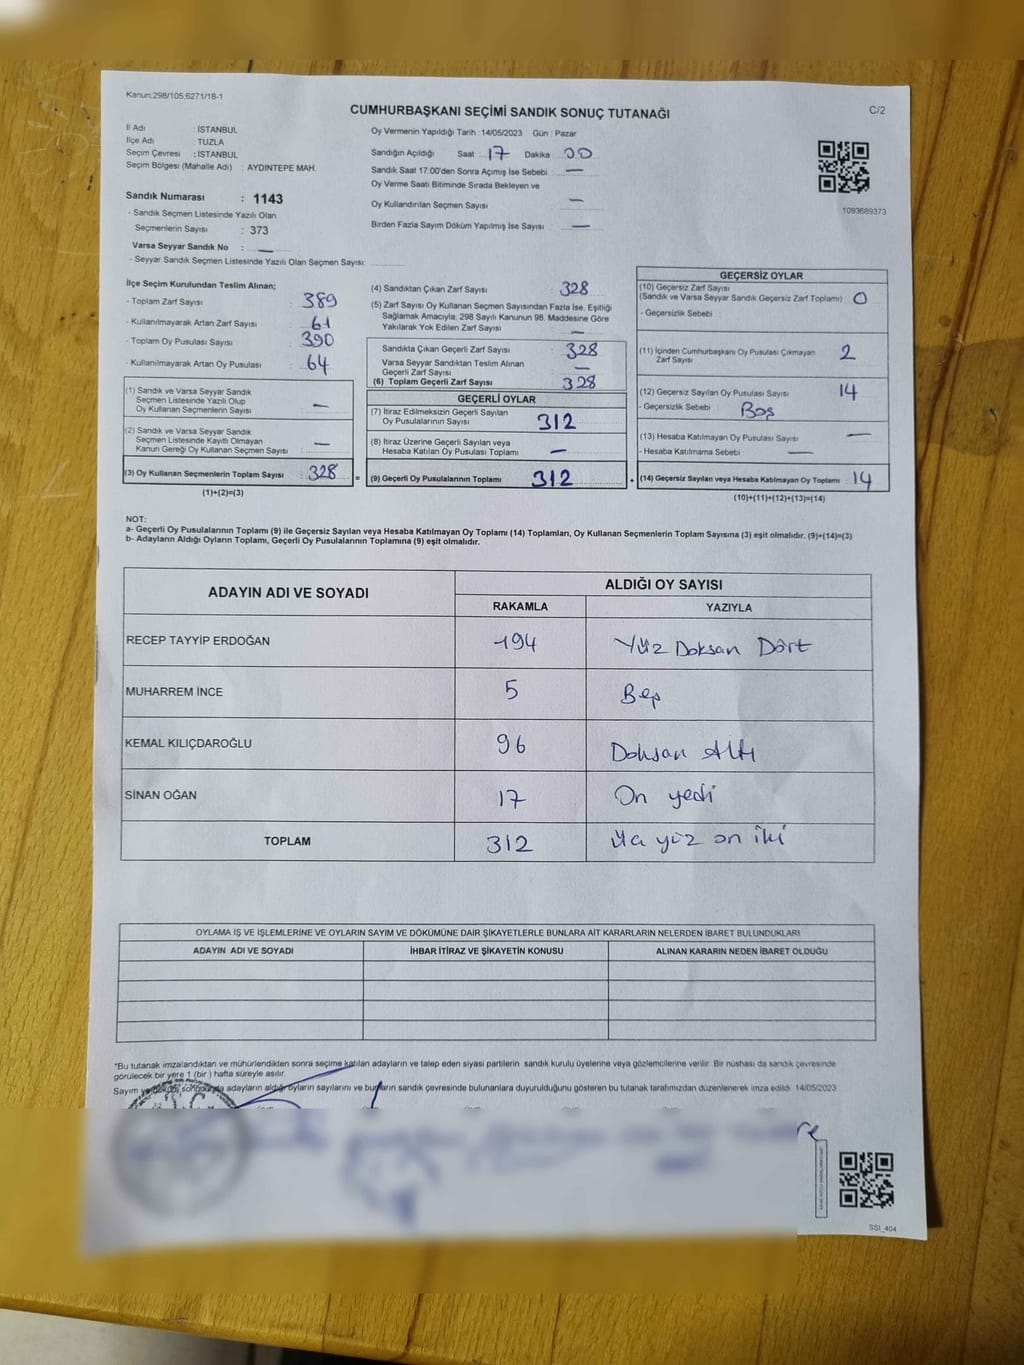 Kanun:298/105;6271/18-1
CUMHURBAŞKANI SEÇİMİ SANDIK SONUÇ TUTANAĞI
C/2
İl Adı : İSTANBUL
İlçe Adı : TUZLA
Seçim Çevresi : İSTANBUL
Seçim Bölgesi (Mahalle Adı) : AYDINTEPE MAH.
Oy Vermenin Yapıldığı Tarih : 14/05/2023 Gün : Pazar
Sandığın Açıldığı Saat 17 Dakika 00
Sandık Saat 17:00'den Sonra Açmış İse Sebebi —
Oy Verme Saati Bitiminde Sırada Bekleyen ve
Oy Kullandırılan Seçmen Sayısı —
Birden Fazla Sayım Döküm Yapılmış İse Sayısı —
1093689373
Sandık Numarası : 1143
- Sandık Seçmen Listesinde Yazılı Olan
Seçmenlerin Sayısı : 373
Varsa Seyyar Sandık No : —
- Seyyar Sandık Seçmen Listesinde Yazılı Olan Seçmen Sayısı:
İlçe Seçim Kurulundan Teslim Alınan;
- Toplam Zarf Sayısı : 389
- Kullanılmayarak Artan Zarf Sayısı : 61
- Toplam Oy Pusulası Sayısı : 390
- Kullanılmayarak Artan Oy Pusulası : 64
(1) Sandık ve Varsa Seyyar Sandık
Seçmen Listesinde Yazılı Olup
Oy Kullanan Seçmenlerin Sayısı : —
(2) Sandık ve Varsa Seyyar Sandık
Seçmen Listesinde Kayıtlı Olmayan
Kanun Gereği Oy Kullanan Seçmen Sayısı : —
(3) Oy Kullanan Seçmenlerin Toplam Sayısı : 328 =
(1)+(2)=(3)
(4) Sandıktan Çıkan Zarf Sayısı 328
(5) Zarf Sayısı Oy Kullanan Seçmen Sayısından Fazla İse, Eşitliği
Sağlamak Amacıyla; 298 Sayılı Kanunun 98. Maddesine Göre
Yakılarak Yok Edilen Zarf Sayısı —
Sandıkta Çıkan Geçerli Zarf Sayısı 328
Varsa Seyyar Sandıktan Teslim Alınan
Geçerli Zarf Sayısı —
(6) Toplam Geçerli Zarf Sayısı 328
GEÇERLİ OYLAR
(7) İtiraz Edilmeksizin Geçerli Sayılan
Oy Pusulalarının Sayısı 312
(8) İtiraz Üzerine Geçerli Sayılan veya
Hesaba Katılan Oy Pusulası Toplamı —
(9) Geçerli Oy Pusulalarının Toplamı 312 +
GEÇERSİZ OYLAR
(10) Geçersiz Zarf Sayısı
(Sandık ve Varsa Seyyar Sandık Geçersiz Zarf Toplamı) 0
- Geçersizlik Sebebi
(11) İçinden Cumhurbaşkanı Oy Pusulası Çıkmayan
Zarf Sayısı 2
(12) Geçersiz Sayılan Oy Pusulası Sayısı 14
- Geçersizlik Sebebi : Boş
(13) Hesaba Katılmayan Oy Pusulası Sayısı —
- Hesaba Katılmama Sebebi : —
(14) Geçersiz Sayılan veya Hesaba Katılmayan Oy Toplamı : 14
(10)+(11)+(12)+(13)=(14)
NOT:
a- Geçerli Oy Pusulalarının Toplamı (9) ile Geçersiz Sayılan veya Hesaba Katılmayan Oy Toplamı (14) Toplamları, Oy Kullanan Seçmenlerin Toplam Sayısına (3) eşit olmalıdır. (9)+(14)=(3)
b- Adayların Aldığı Oyların Toplamı, Geçerli Oy Pusulalarının Toplamına (9) eşit olmalıdır.
ADAYIN ADI VE SOYADI
ALDIĞI OY SAYISI
RAKAMLA YAZIYLA
RECEP TAYYİP ERDOĞAN 194 Yüz Doksan Dört
MUHARREM İNCE 5 Beş
KEMAL KILIÇDAROĞLU 96 Doksan Altı
SİNAN OĞAN 17 On yedi
TOPLAM 312 Üç yüz on iki
OYLAMA İŞ VE İŞLEMLERİNE VE OYLARIN SAYIM VE DÖKÜMÜNE DAİR ŞİKAYETLERLE BUNLARA AİT KARARLARIN NELERDEN İBARET BULUNDUKLARI
ADAYIN ADI VE SOYADI İHBAR İTİRAZ VE ŞİKAYETİN KONUSU ALINAN KARARIN NEDEN İBARET OLDUĞU
*Bu tutanak imzalandıktan ve mühürlendikten sonra seçime katılan adayların ve talep eden siyasi partilerin sandık kurulu üyelerine veya gözlemcilerine verilir. Bir nüshası da sandık çevresinde
görülecek bir yere 1 (bir) hafta süreyle asılır.
Sayım ve döküm sonunda adayların aldığı oyların sayılarını ve bunların sandık çevresinde bulunanlara duyurulduğunu gösteren bu tutanak tarafımızdan düzenlenerek imza edildi. 14/05/2023
SS1_404